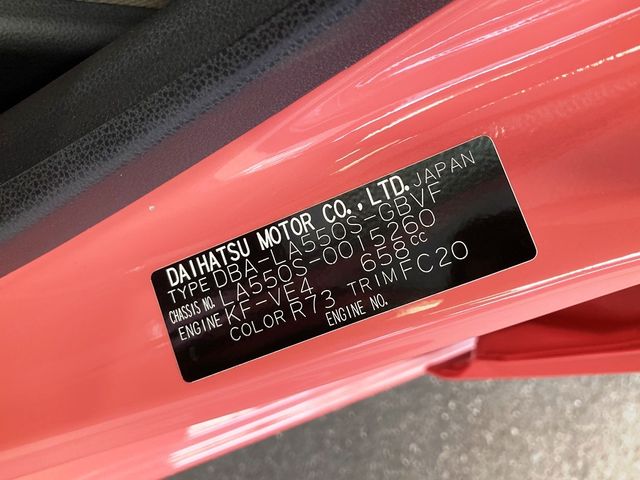 DAIHATSU MOTOR CO., LTD. JAPAN
TYPE DBA-LA550S-GBVF
CHASSIS NO. LA550S-0015260
ENGINE KF-VE4 658cc
COLOR R73 TRIM FC20
ENGINE NO.